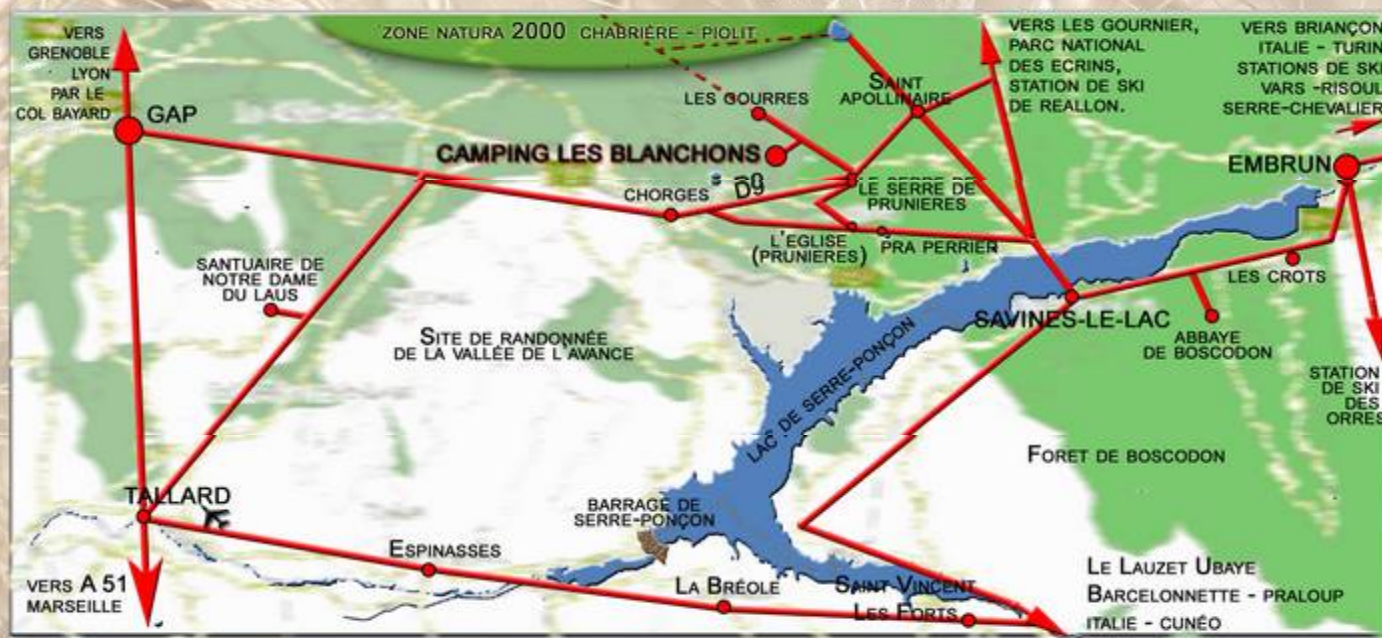 VERS
GRENOBLE
LYON
PAR LE
COL BAYARD
GAP
ZONE NATURA 2000 CHABRIÈRE - PIOLIT
LES GOURRES
SAINT
APOLLINAIRE
VERS LES GOURNIER,
PARC NATIONAL
DES ECRINS,
STATION DE SKI
DE REALLON.
VERS BRIANÇON
ITALIE - TURIN
STATIONS DE SKI
VARS -RISOUL
SERRE-CHEVALIER
CAMPING LES BLANCHONS
EMBRUN
CHORGES
D9
LE SERRE DE
PRUNIERES
L'EGLISE
(PRUNIERES)
PRA PERRIER
SANTUAIRE DE
NOTRE DAME
DU LAUS
LES CROTS
SAVINES-LE-LAC
ABBAYE
DE BOSCODON
SITE DE RANDONNÉE
DE LA VALLÉE DE L'AVANCE
LAC DE SERRE-PONÇON
STATION
DE SKI
DES
ORRES
FORET DE BOSCODON
TALLARD
BARRAGE DE
SERRE-PONÇON
ESPINASSES
VERS A 51
MARSEILLE
LA BRÉOLE
SAINT VINCENT
LES FORTS
LE LAUZET UBAYE
BARCELONNETTE - PRALOUP
ITALIE - CUNÉO